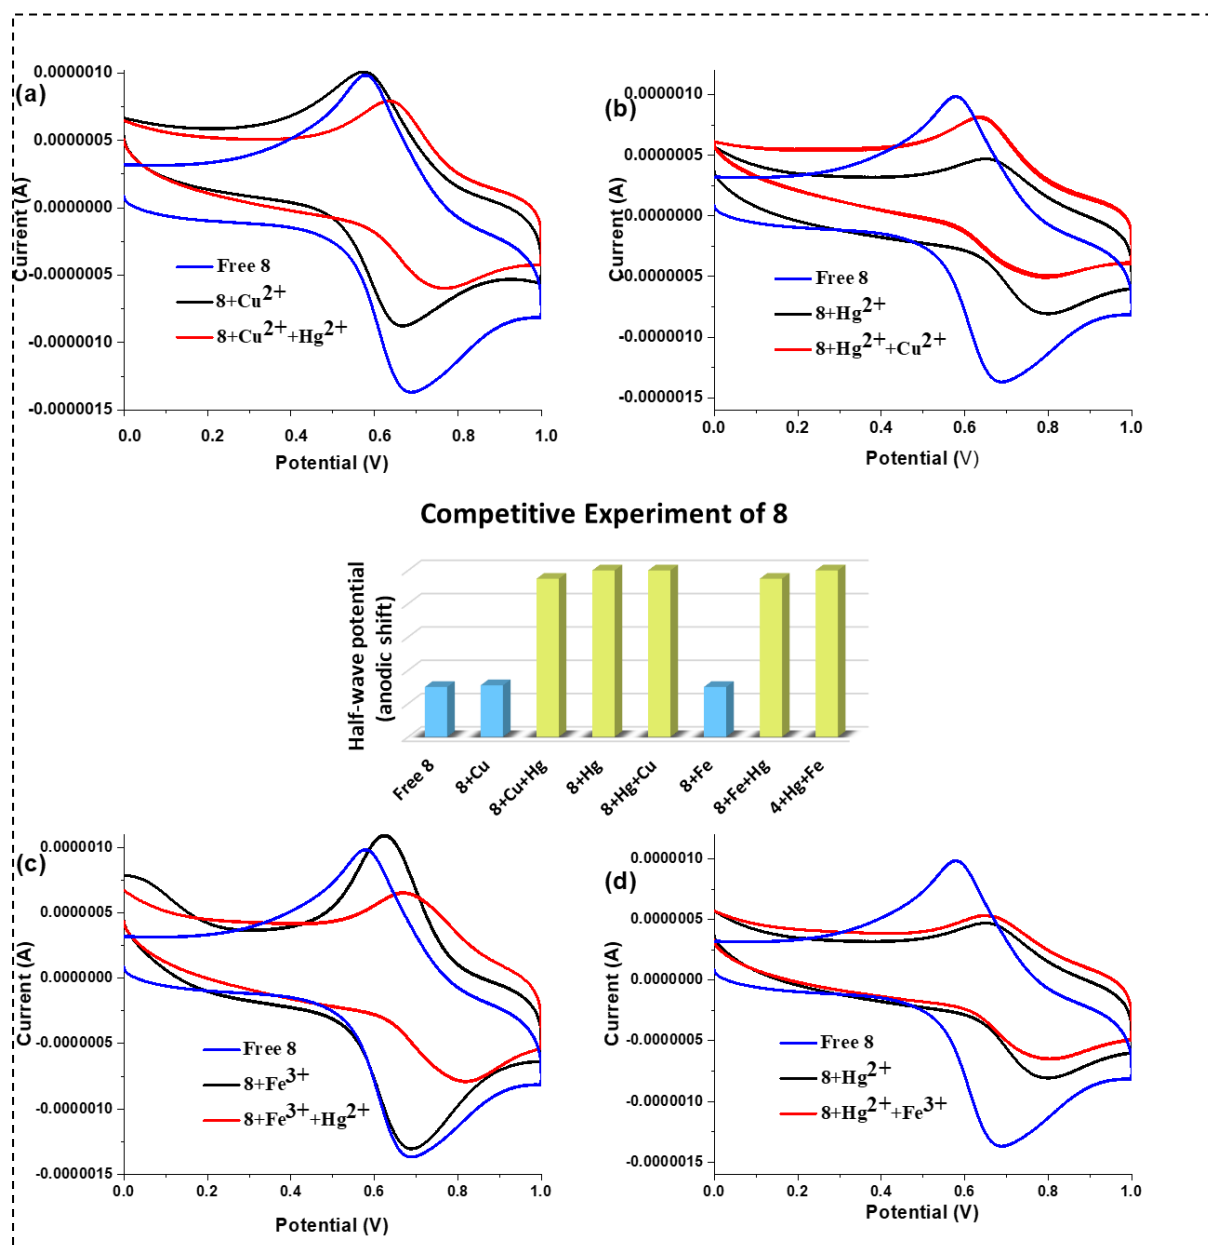 (a)
Current (A)
0.0000010
0.0000005
0.0000000
-0.0000005
-0.0000010
-0.0000015
Free 8
8+Cu2+
8+Cu2++Hg2+
0.0 0.2 0.4 0.6 0.8 1.0
Potential (V)
(b)
Current (A)
0.0000010
0.0000005
0.0000000
-0.0000005
-0.0000010
-0.0000015
Free 8
8+Hg2+
8+Hg2++Cu2+
0.0 0.2 0.4 0.6 0.8 1.0
Potential (V)
Competitive Experiment of 8
Half-wave potential
(anodic shift)
Free 8
8+Cu
8+Cu+Hg
8+Hg
8+Hg+Cu
8+Fe
8+Fe+Hg
4+Hg+Fe
(c)
Current (A)
0.0000010
0.0000005
0.0000000
-0.0000005
-0.0000010
-0.0000015
Free 8
8+Fe3+
8+Fe3++Hg2+
0.0 0.2 0.4 0.6 0.8 1.0
Potential (V)
(d)
Current (A)
0.0000010
0.0000005
0.0000000
-0.0000005
-0.0000010
-0.0000015
Free 8
8+Hg2+
8+Hg2++Fe3+
0.0 0.2 0.4 0.6 0.8 1.0
Potential (V)